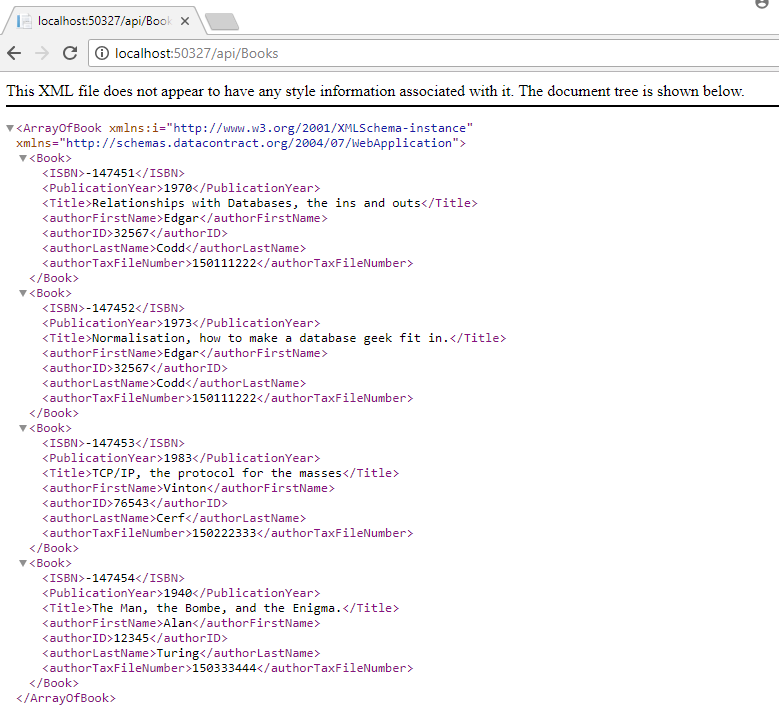 localhost:50327/api/Book
localhost:50327/api/Books
This XML file does not appear to have any style information associated with it. The document tree is shown below.
<ArrayOfBook xmlns:i="http://www.w3.org/2001/XMLSchema-instance"
xmlns="http://schemas.datacontract.org/2004/07/WebApplication">
<Book>
<ISBN>-147451</ISBN>
<PublicationYear>1970</PublicationYear>
<Title>Relationships with Databases, the ins and outs</Title>
<authorFirstName>Edgar</authorFirstName>
<authorID>32567</authorID>
<authorLastName>Codd</authorLastName>
<authorTaxFileNumber>150111222</authorTaxFileNumber>
</Book>
<Book>
<ISBN>-147452</ISBN>
<PublicationYear>1973</PublicationYear>
<Title>Normalisation, how to make a database geek fit in.</Title>
<authorFirstName>Edgar</authorFirstName>
<authorID>32567</authorID>
<authorLastName>Codd</authorLastName>
<authorTaxFileNumber>150111222</authorTaxFileNumber>
</Book>
<Book>
<ISBN>-147453</ISBN>
<PublicationYear>1983</PublicationYear>
<Title>TCP/IP, the protocol for the masses</Title>
<authorFirstName>Vinton</authorFirstName>
<authorID>76543</authorID>
<authorLastName>Cerf</authorLastName>
<authorTaxFileNumber>150222333</authorTaxFileNumber>
</Book>
<Book>
<ISBN>-147454</ISBN>
<PublicationYear>1940</PublicationYear>
<Title>The Man, the Bombe, and the Enigma.</Title>
<authorFirstName>Alan</authorFirstName>
<authorID>12345</authorID>
<authorLastName>Turing</authorLastName>
<authorTaxFileNumber>150333444</authorTaxFileNumber>
</Book>
</ArrayOfBook>